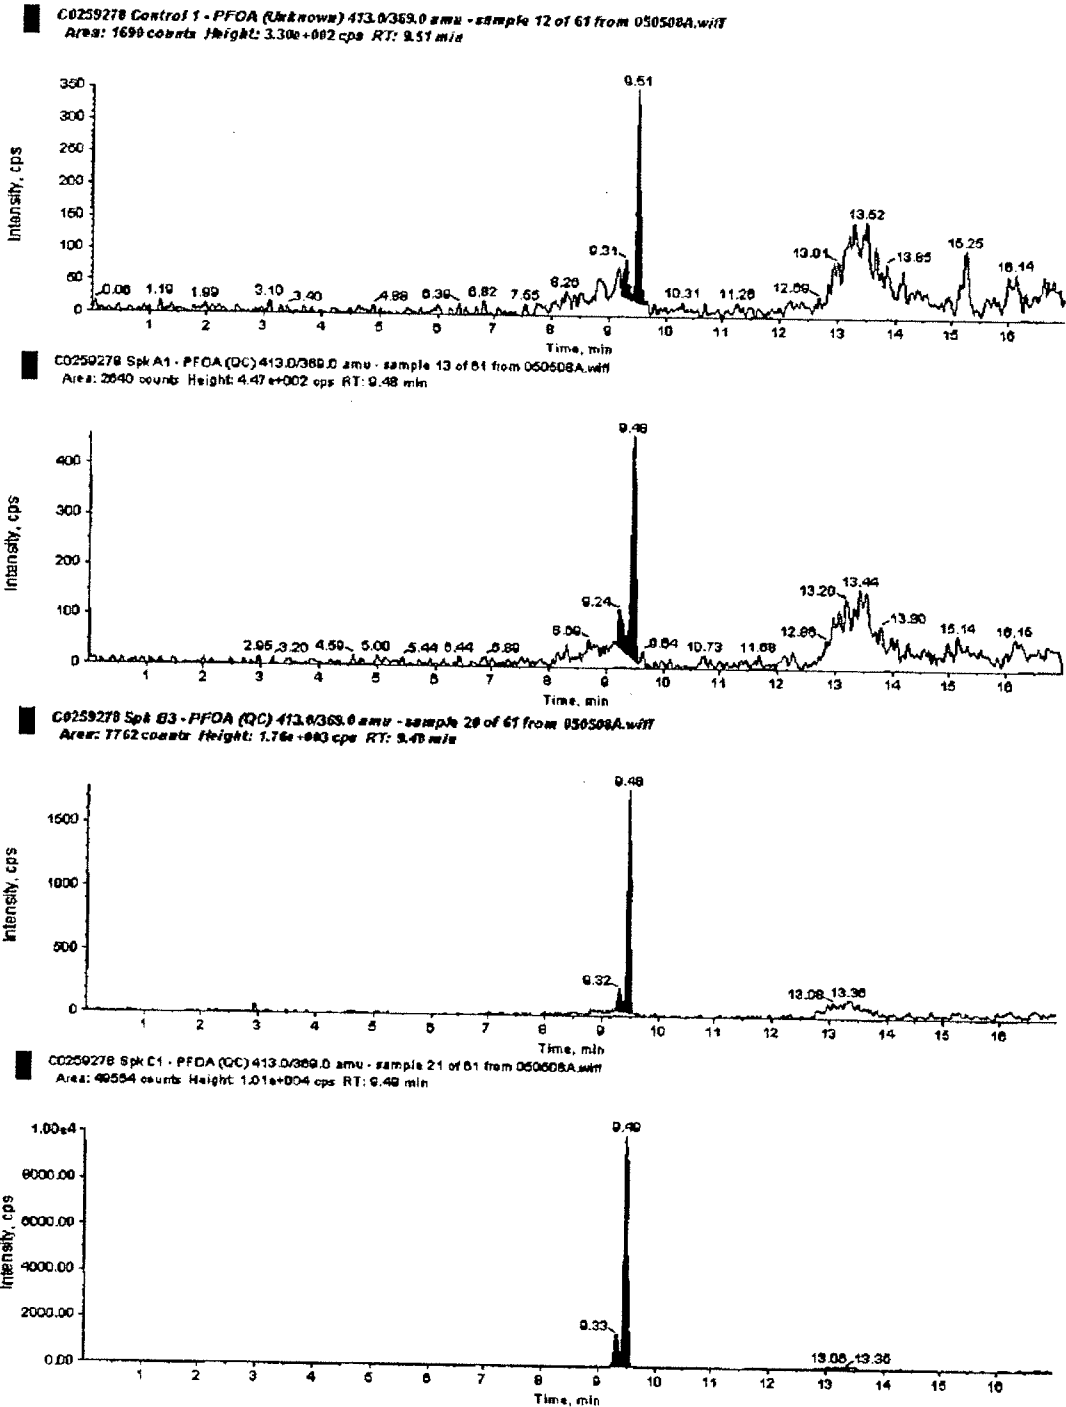 C0259278 Control 1 - PFOA (Unknown) 413.0/369.0 amu - sample 12 of 61 from 050508A.wiff
Area: 1690 counts Height: 3.30e+002 cps RT: 9.51 min
9.51
350
300
250
200
150
100
50
0
Intensity, cps
0.06 1.19 1.99 3.10 3.40 4.88 6.39 6.82 7.55 8.26 9.31 10.31 11.26 12.69 13.01 13.52 13.85 15.25 16.14
1 2 3 4 5 6 7 8 9 10 11 12 13 14 15 16
Time, min
C0259278 Spk A1 - PFOA (QC) 413.0/369.0 amu - sample 13 of 61 from 050508A.wiff
Area: 2640 counts Height: 4.47e+002 cps RT: 9.48 min
9.48
400
300
200
100
0
Intensity, cps
2.95 3.20 4.59 5.00 5.44 6.44 6.89 8.69 9.24 9.64 10.73 11.68 12.86 13.20 13.44 13.80 15.14 16.15
1 2 3 4 5 6 7 8 9 10 11 12 13 14 15 16
Time, min
C0259278 Spk B3 - PFOA (QC) 413.0/369.0 amu - sample 20 of 61 from 050508A.wiff
Area: 7762 counts Height: 1.76e+003 cps RT: 9.48 min
9.48
1500
1000
500
0
Intensity, cps
9.32 13.08 13.36
1 2 3 4 5 6 7 8 9 10 11 12 13 14 15 16
Time, min
C0259278 Spk C1 - PFOA (QC) 413.0/369.0 amu - sample 21 of 61 from 050508A.wiff
Area: 49554 counts Height: 1.01e+004 cps RT: 9.49 min
9.49
1.00e4
8000.00
6000.00
4000.00
2000.00
0.00
Intensity, cps
9.33 13.06 13.36
1 2 3 4 5 6 7 8 9 10 11 12 13 14 15 16
Time, min